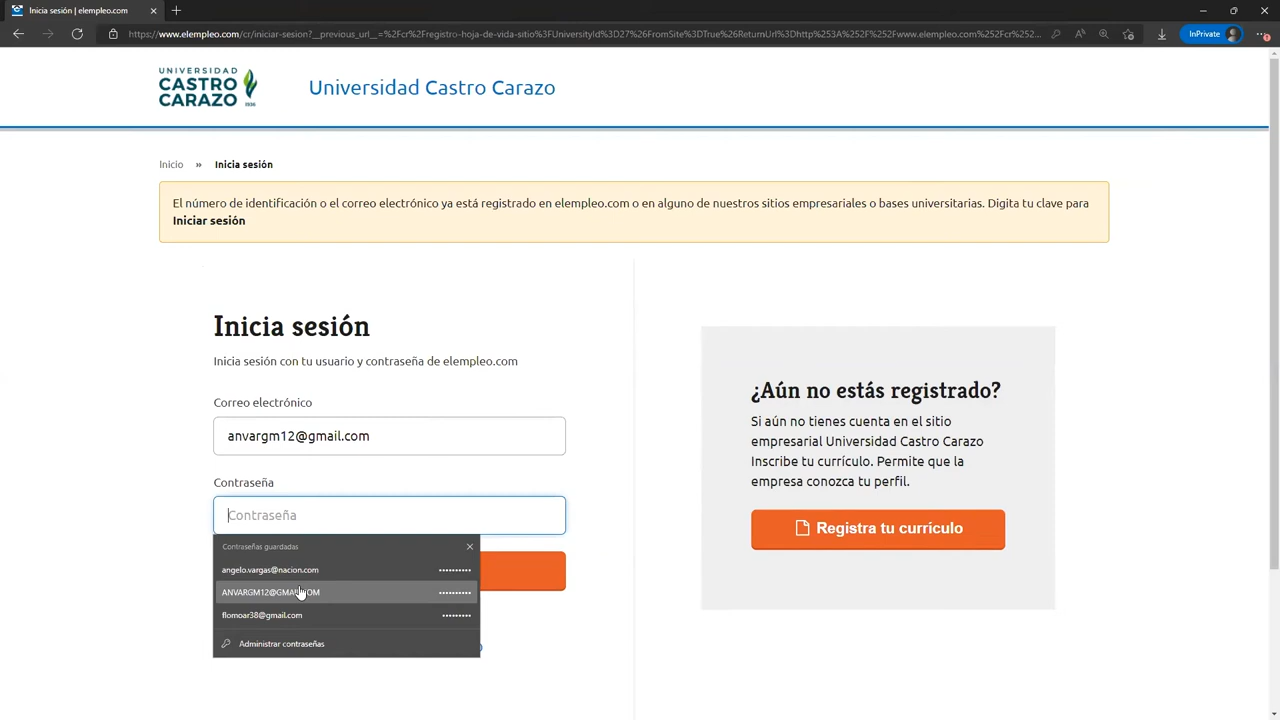 Inicia sesión | elempleo.com
https://www.elempleo.com/cr/iniciar-sesion?__previous_url__=%2Fcr%2Fregistro-hoja-de-vida-sitio%3FUniversityId%3D27%26FromSite%3DTrue%26ReturnUrl%3Dhttp%253A%252F%252Fwww.elempleo.com%252Fcr%252Fsi...
InPrivate
UNIVERSIDAD
CASTRO
CARAZO
1936
Universidad Castro Carazo
Inicio » Inicia sesión
El número de identificación o el correo electrónico ya está registrado en elempleo.com o en alguno de nuestros sitios empresariales o bases universitarias. Digita tu clave para
Iniciar sesión
Inicia sesión
Inicia sesión con tu usuario y contraseña de elempleo.com
Correo electrónico
anvargm12@gmail.com
Contraseña
Contraseña
Contraseñas guardadas
angelo.vargas@nacion.com ••••••••••
ANVARGM12@GMAIL.COM ••••••••••
flomoar38@gmail.com •••••••••
Administrar contraseñas
¿Aún no estás registrado?
Si aún no tienes cuenta en el sitio
empresarial Universidad Castro Carazo
Inscribe tu currículo. Permite que la
empresa conozca tu perfil.
Registra tu currículo